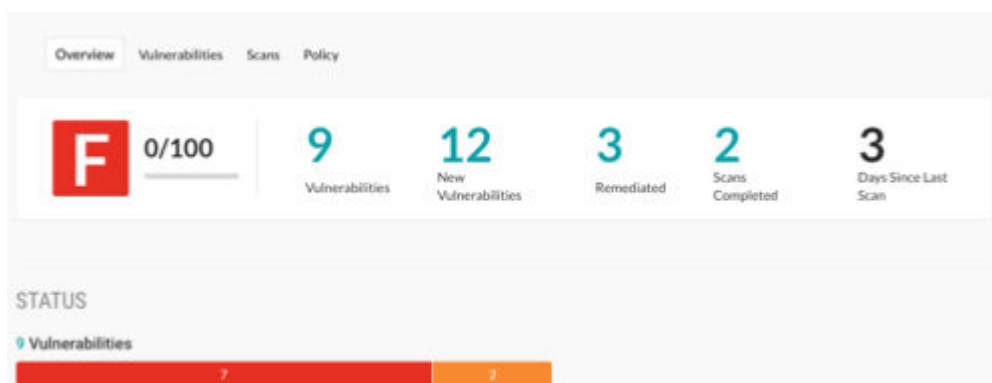 Overview Vulnerabilities Scans Policy
F 0/100 9 12 3 2 3
Vulnerabilities New Vulnerabilities Remediated Scans Completed Days Since Last Scan
STATUS
9 Vulnerabilities
7 2